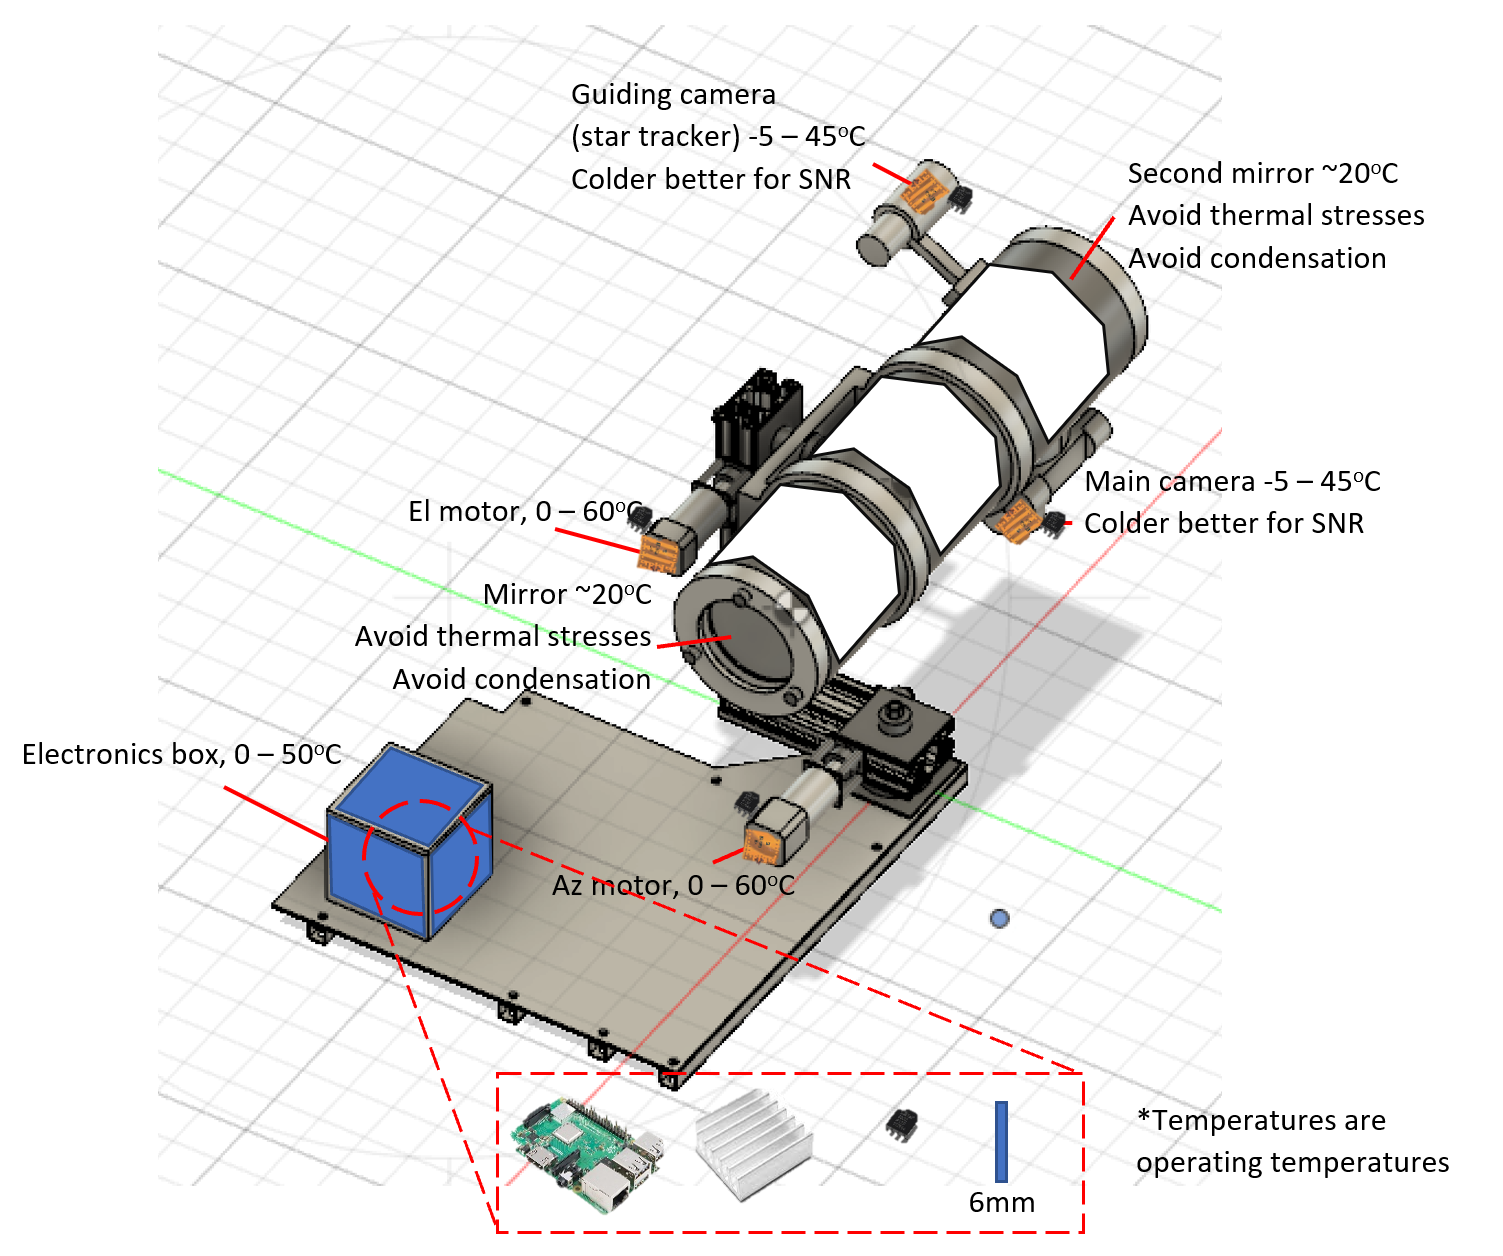 Guiding camera
(star tracker) -5 – 45°C
Colder better for SNR
Second mirror ~20°C
Avoid thermal stresses
Avoid condensation
Main camera -5 – 45°C
Colder better for SNR
El motor, 0 – 60°C
Mirror ~20°C
Avoid thermal stresses
Avoid condensation
Electronics box, 0 – 50°C
Az motor, 0 – 60°C
6mm
*Temperatures are
operating temperatures